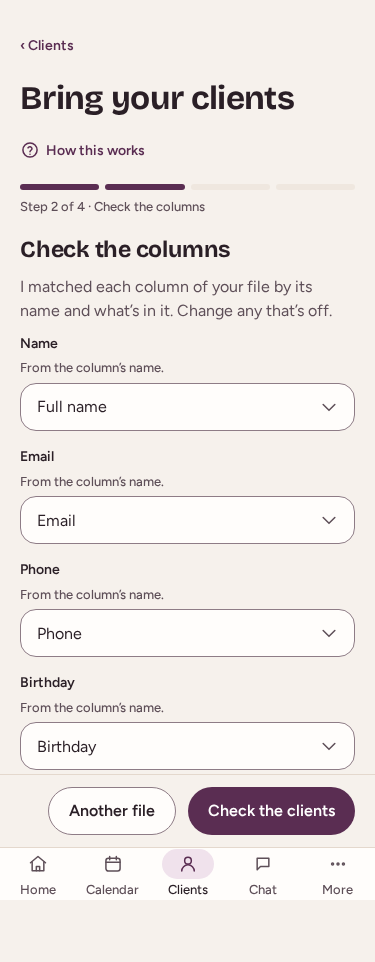 ‹ Clients
Bring your clients
How this works
Step 2 of 4 · Check the columns
Check the columns
I matched each column of your file by its
name and what’s in it. Change any that’s off.
Name
From the column’s name.
Full name
Email
From the column’s name.
Email
Phone
From the column’s name.
Phone
Birthday
From the column’s name.
Birthday
Another file
Check the clients
Home
Calendar
Clients
Chat
More